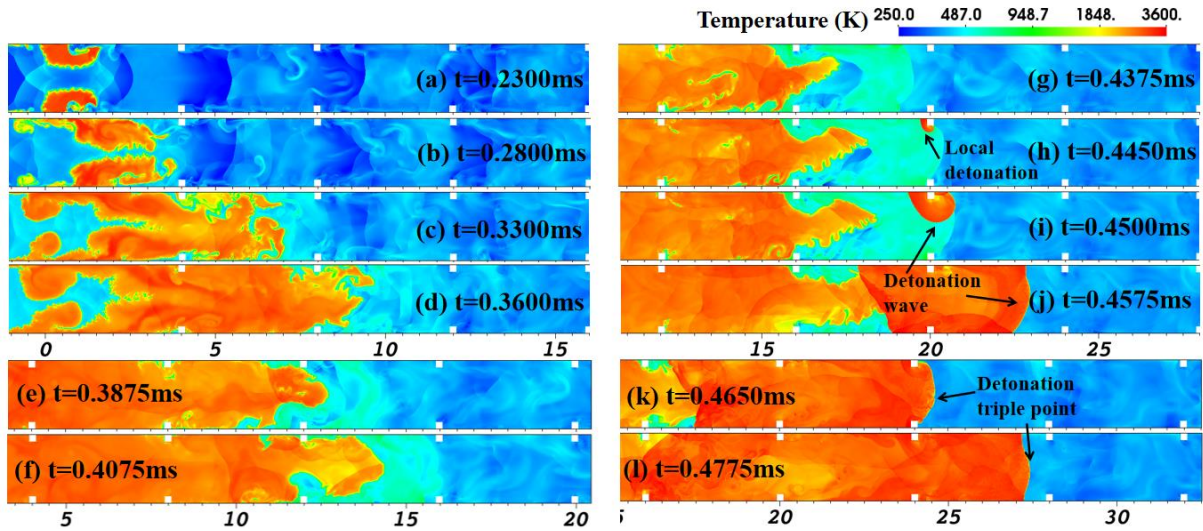 Temperature (K) 250.0 487.0 948.7 1848. 3600.
(a) t=0.2300ms
(b) t=0.2800ms
(c) t=0.3300ms
(d) t=0.3600ms
0 5 10 15
(e) t=0.3875ms
(f) t=0.4075ms
5 10 15 20
(g) t=0.4375ms
Local
detonation
(h) t=0.4450ms
(i) t=0.4500ms
Detonation
wave
(j) t=0.4575ms
15 20 25
(k) t=0.4650ms
Detonation
triple point
(l) t=0.4775ms
20 25 30